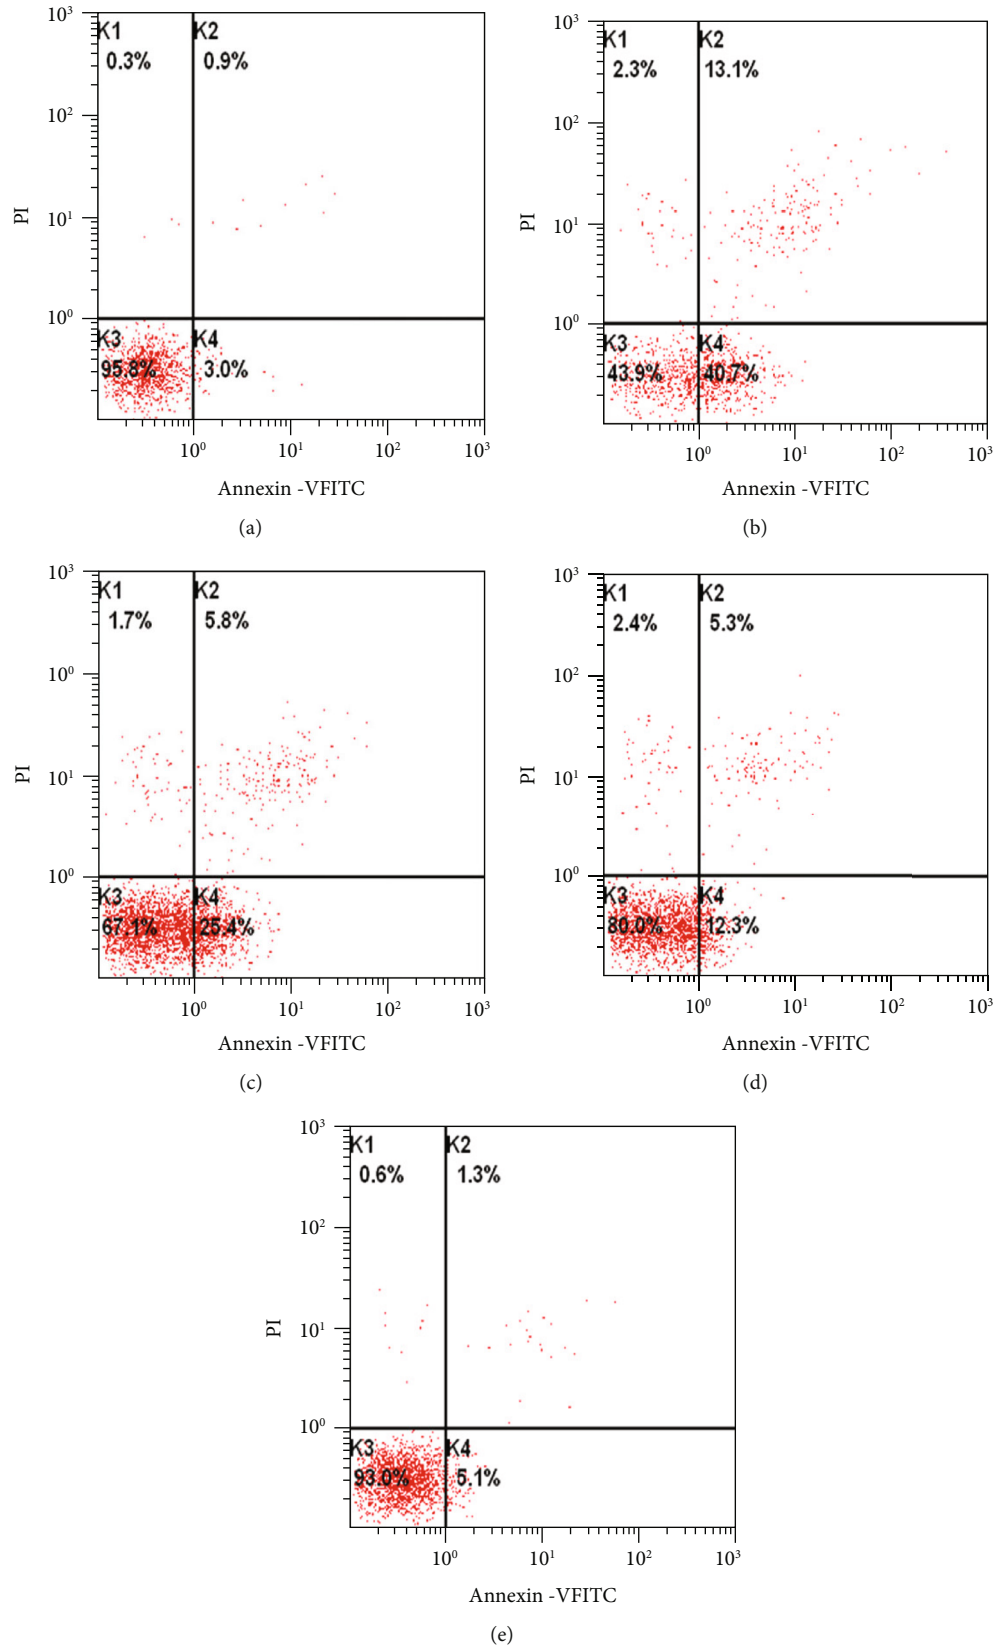 10³
K1 K2
0.3% 0.9%
10²
PI
10¹
10⁰
K3 K4
95.8% 3.0%
10⁰ 10¹ 10² 10³
Annexin -VFITC
(a)
10³
K1 K2
2.3% 13.1%
10²
PI
10¹
10⁰
K3 K4
43.9% 40.7%
10⁰ 10¹ 10² 10³
Annexin -VFITC
(b)
10³
K1 K2
1.7% 5.8%
10⁰
PI
10¹
10⁰
K3 K4
67.1% 25.4%
10⁰ 10¹ 10² 10³
Annexin -VFITC
(c)
10³
K1 K2
2.4% 5.3%
10²
PI
10¹
10⁰
K3 K4
80.0% 12.3%
10⁰ 10¹ 10² 10³
Annexin -VFITC
(d)
10³
K1 K2
0.6% 1.3%
10²
PI
10¹
10⁰
K3 K4
93.0% 5.1%
10⁰ 10¹ 10² 10³
Annexin -VFITC
(e)